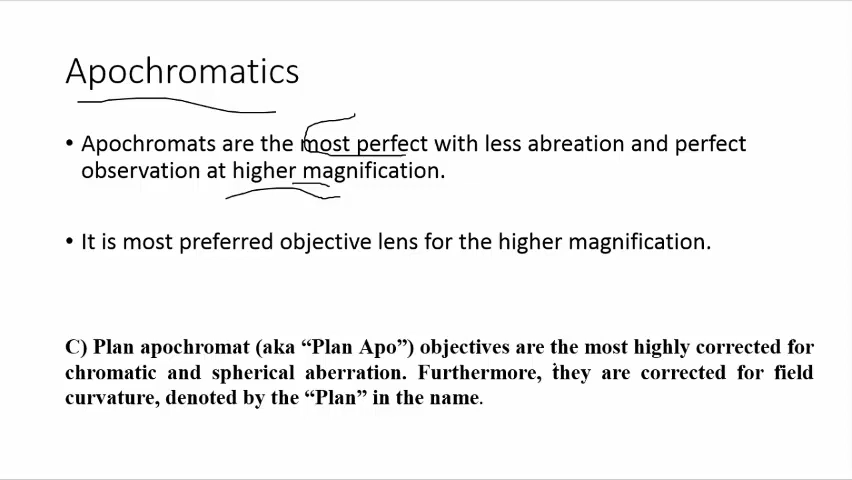 Apochromatics
• Apochromats are the most perfect with less abreation and perfect
observation at higher magnification.
• It is most preferred objective lens for the higher magnification.
C) Plan apochromat (aka “Plan Apo”) objectives are the most highly corrected for
chromatic and spherical aberration. Furthermore, they are corrected for field
curvature, denoted by the “Plan” in the name.